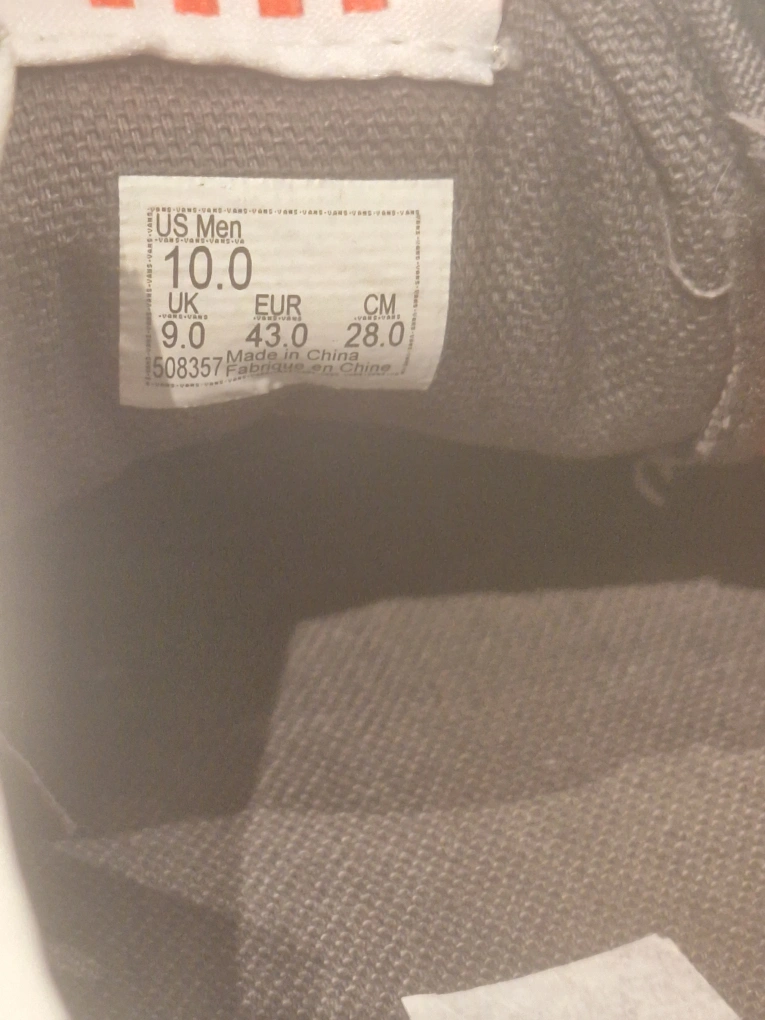 US Men
10.0
UK EUR CM
9.0 43.0 28.0
508357 Made in China
Fabrique en Chine